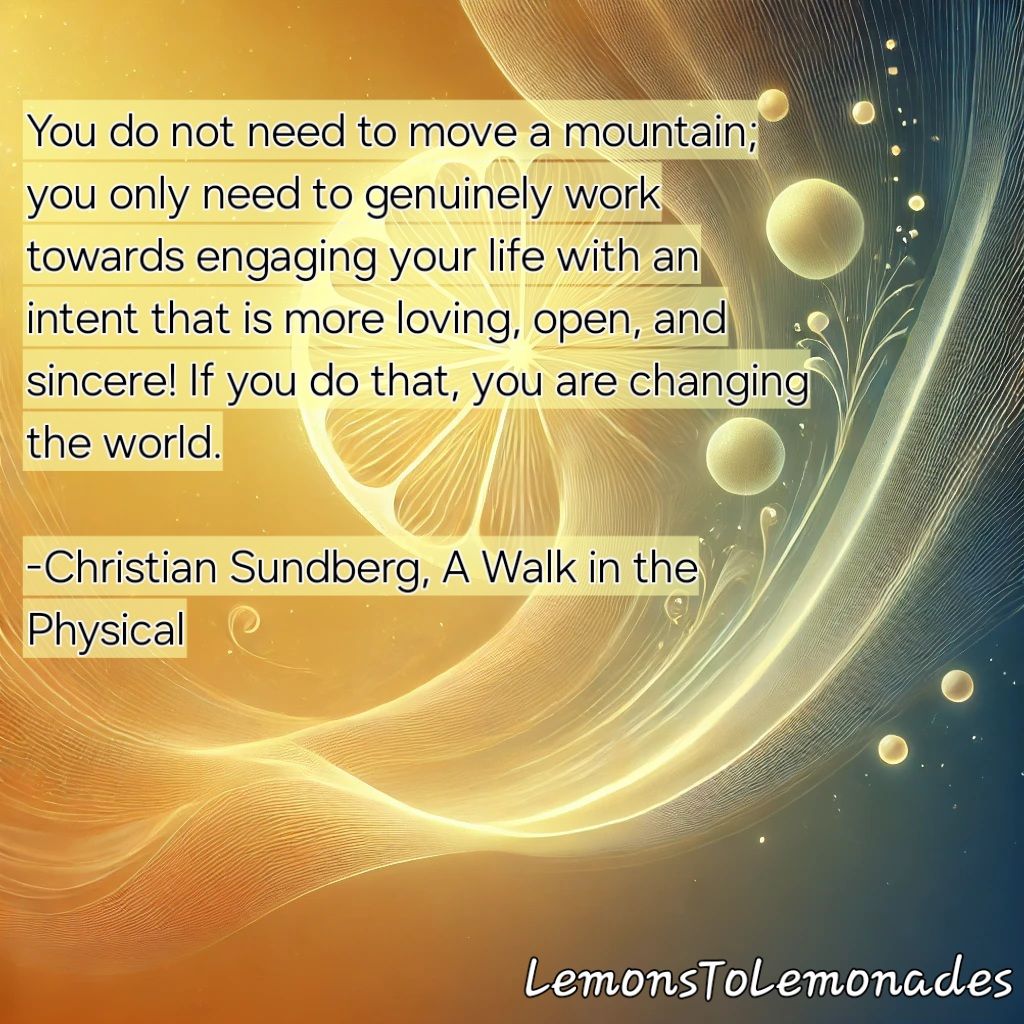 You do not need to move a mountain;
you only need to genuinely work
towards engaging your life with an
intent that is more loving, open, and
sincere! If you do that, you are changing
the world.
-Christian Sundberg, A Walk in the
Physical
LemonsToLemonades